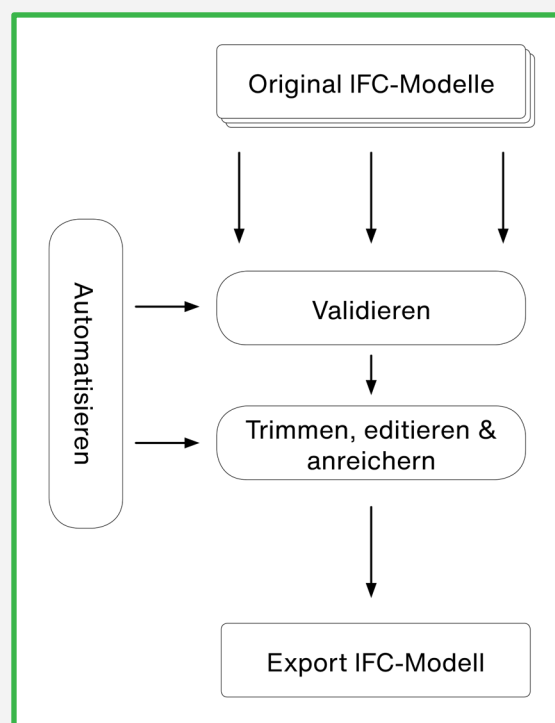 Original IFC-Modelle
Automatisieren
Validieren
Trimmen, editieren &
anreichern
Export IFC-Modell